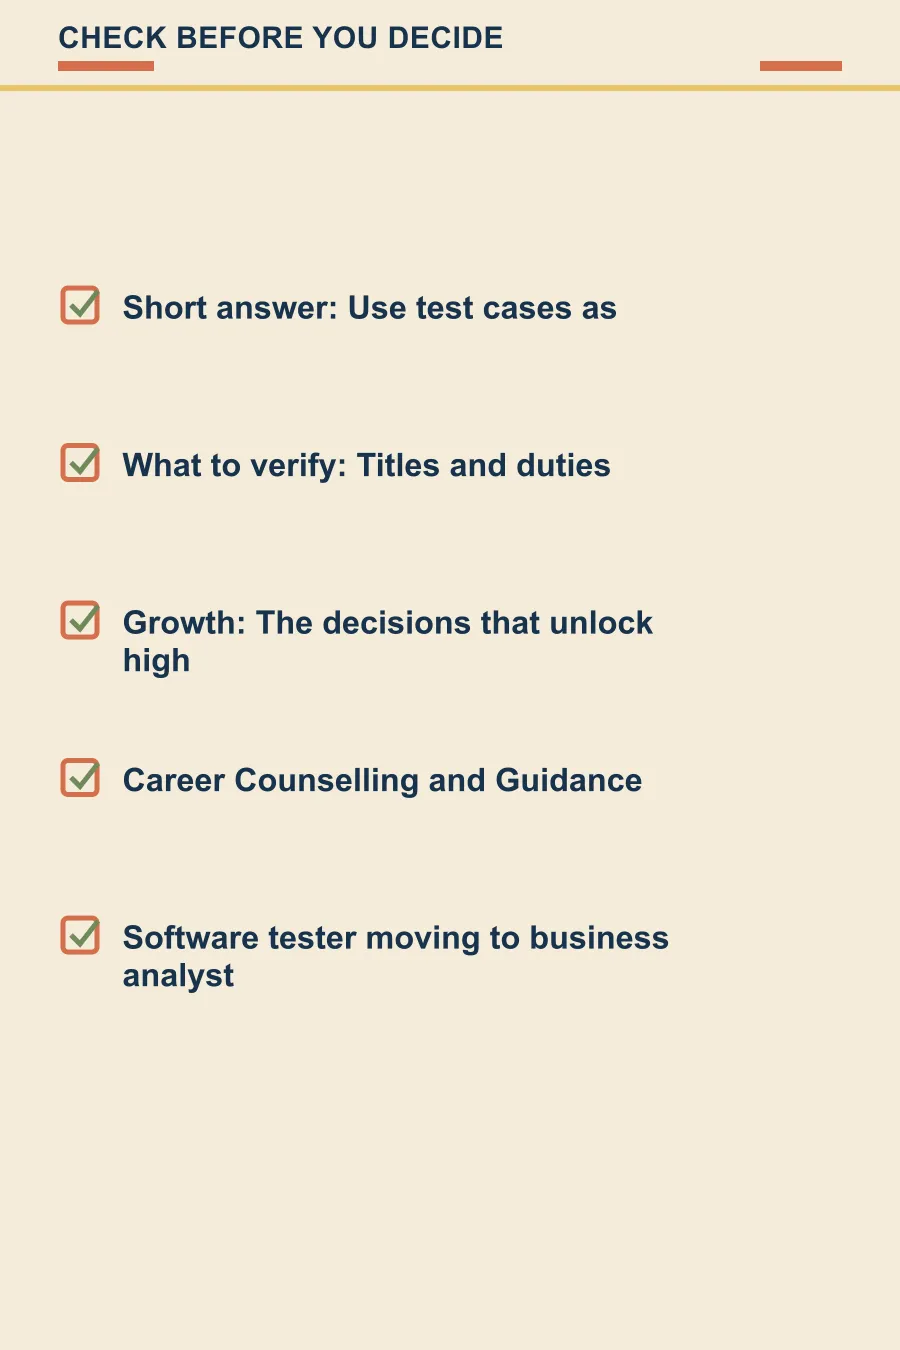 CHECK BEFORE YOU DECIDE
Short answer: Use test cases as
What to verify: Titles and duties
Growth: The decisions that unlock
high
Career Counselling and Guidance
Software tester moving to business
analyst